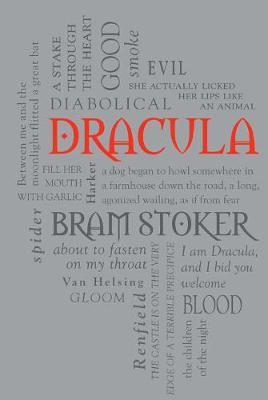 Between me and the
moonlight flitted a great bat
A STAKE
THROUGH
THE HEART
GOOD
smoke
EVIL
SHE ACTUALLY LICKED
HER LIPS LIKE
AN ANIMAL
DIABOLICAL
DRACULA
FILL HER
MOUTH
WITH GARLIC
Harker
a dog began to howl somewhere in
a farmhouse down the road, a long,
agonized wailing, as if from fear
spider
BRAM STOKER
about to fasten
on my throat
Van Helsing
GLOOM
Renfield
THE CASTLE IS ON THE VERY
EDGE OF A TERRIBLE PRECIPICE
I am Dracula,
and I bid you
welcome
BLOOD
the children
of the night